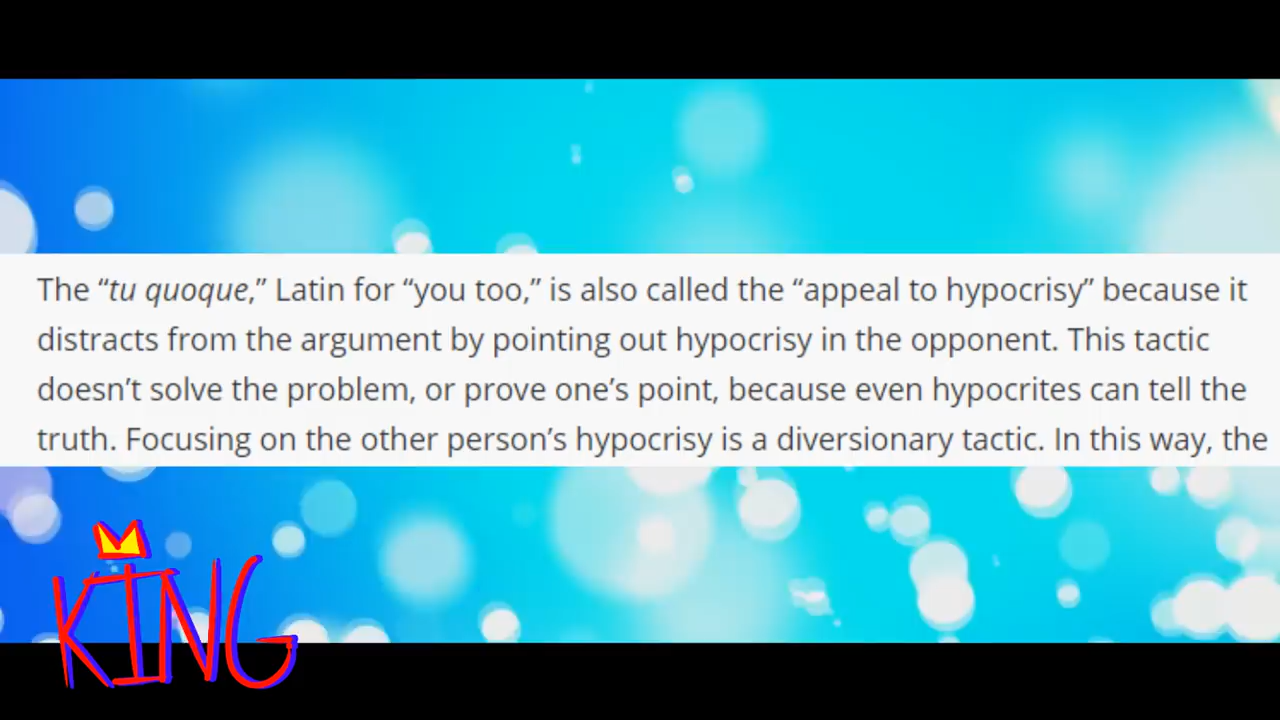 The “tu quoque,” Latin for “you too,” is also called the “appeal to hypocrisy” because it
distracts from the argument by pointing out hypocrisy in the opponent. This tactic
doesn’t solve the problem, or prove one’s point, because even hypocrites can tell the
truth. Focusing on the other person’s hypocrisy is a diversionary tactic. In this way, the
KING